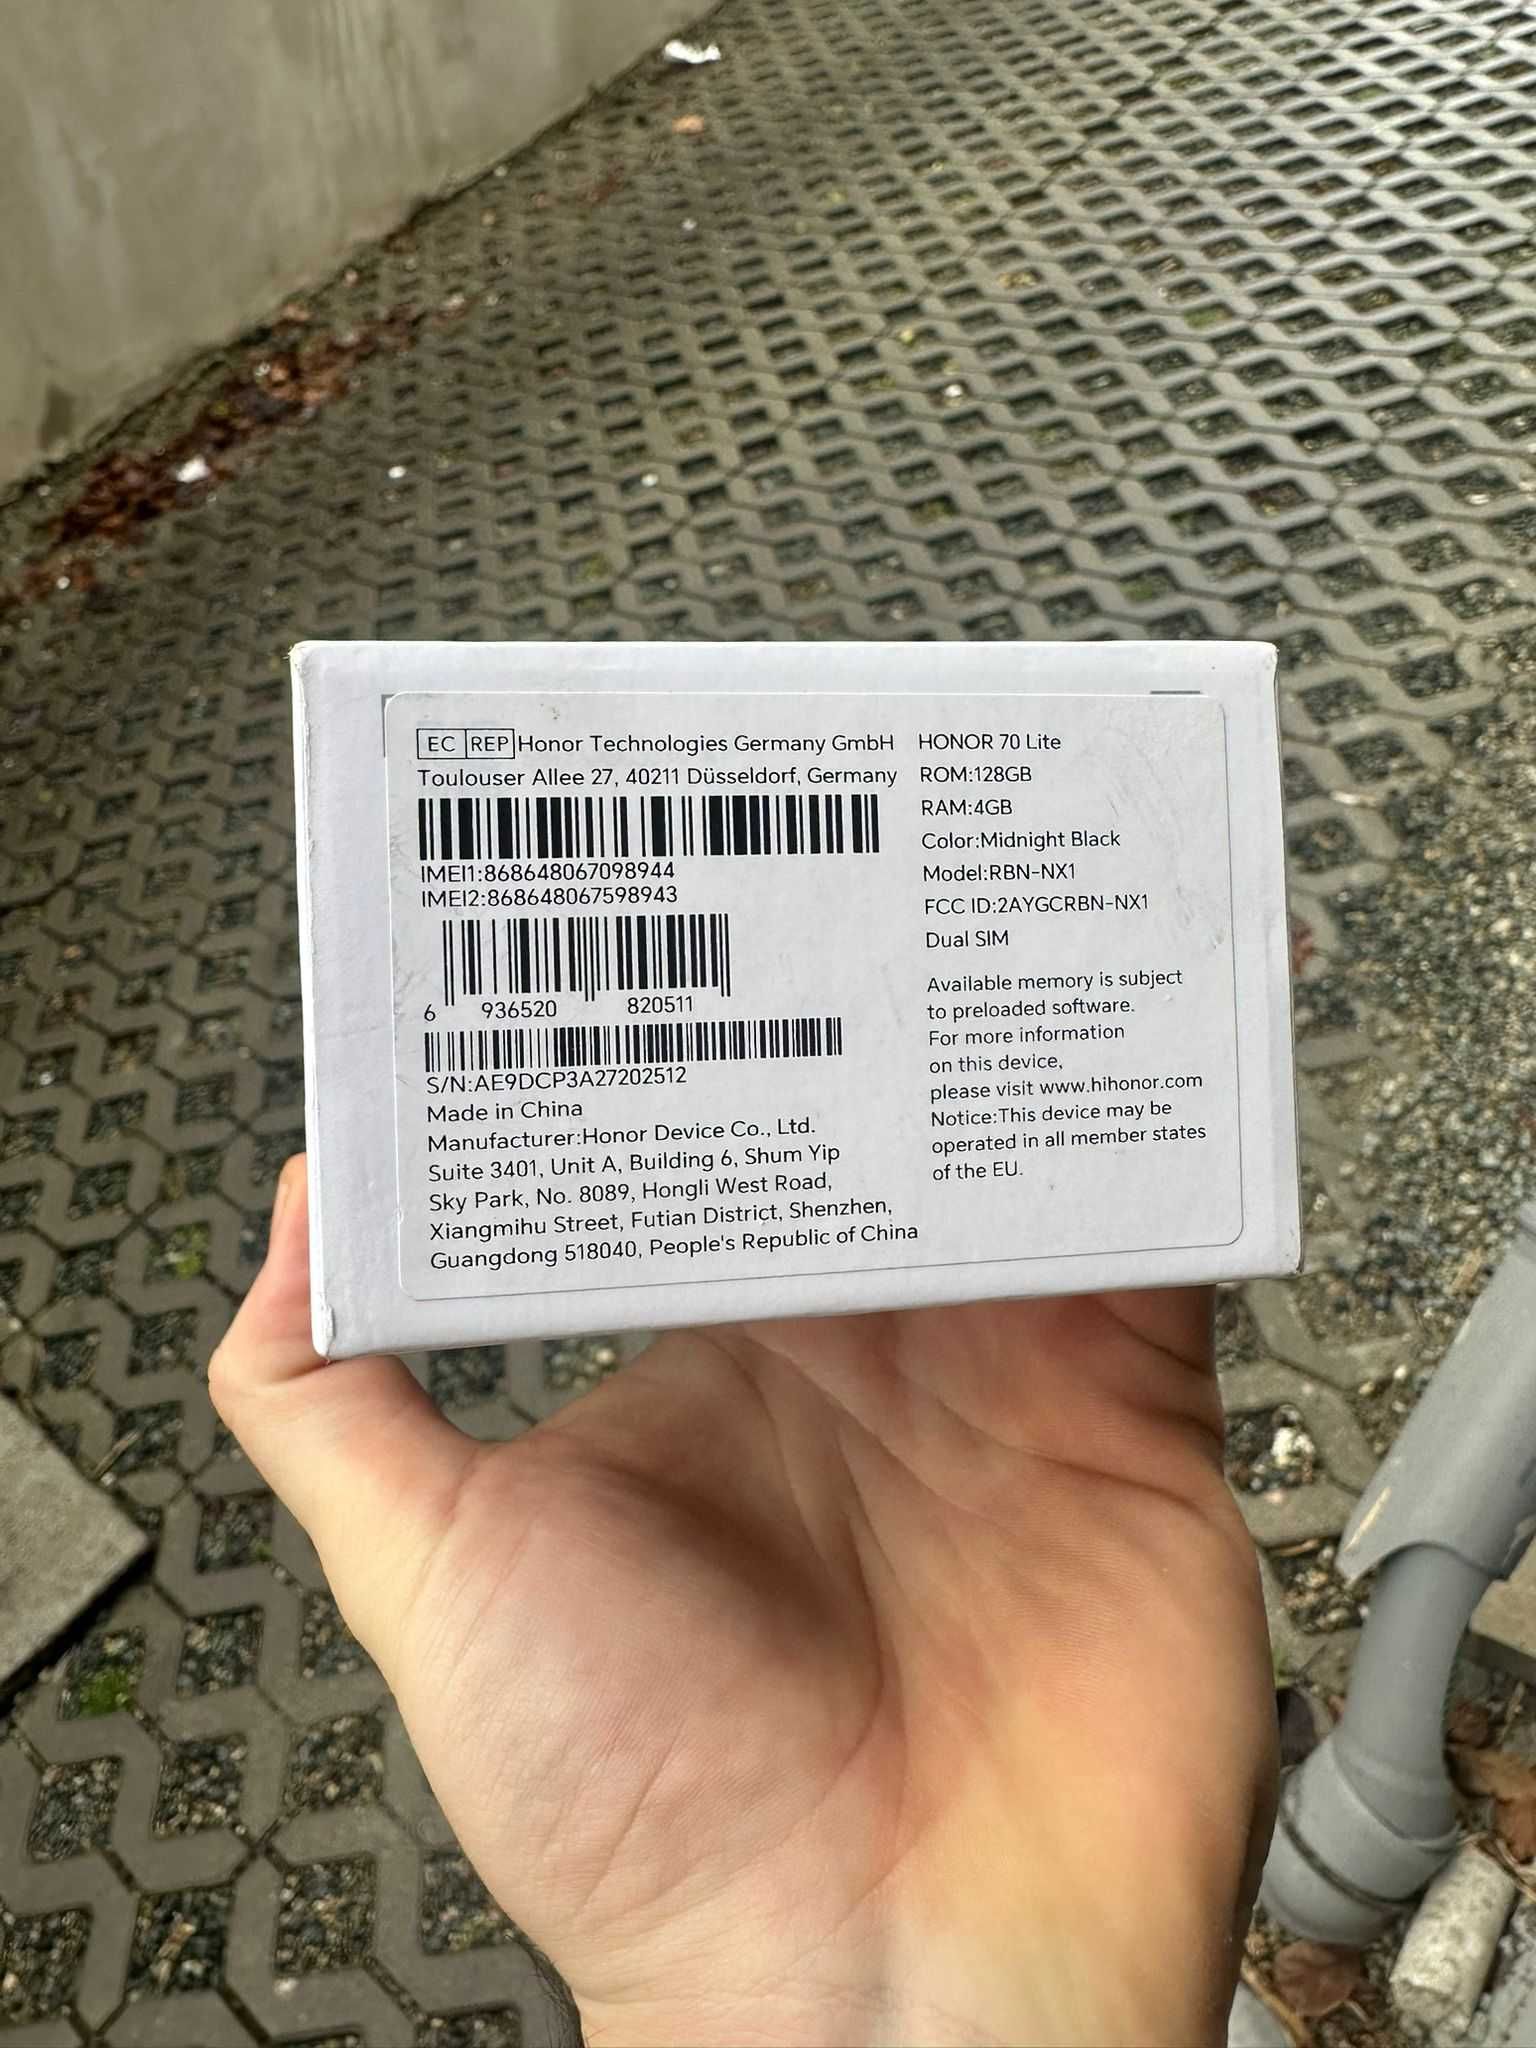 EC REP Honor Technologies Germany GmbH
Toulouser Allee 27, 40211 Düsseldorf, Germany
IMEI1:868648067098944
IMEI2:868648067598943
6 936520 820511
S/N:AE9DCP3A27202512
Made in China
Manufacturer:Honor Device Co., Ltd.
Suite 3401, Unit A, Building 6, Shum Yip
Sky Park, No. 8089, Hongli West Road,
Xiangmihu Street, Futian District, Shenzhen,
Guangdong 518040, People's Republic of China
HONOR 70 Lite
ROM:128GB
RAM:4GB
Color:Midnight Black
Model:RBN-NX1
FCC ID:2AYGCRBN-NX1
Dual SIM
Available memory is subject
to preloaded software.
For more information
on this device,
please visit www.hihonor.com
Notice:This device may be
operated in all member states
of the EU.